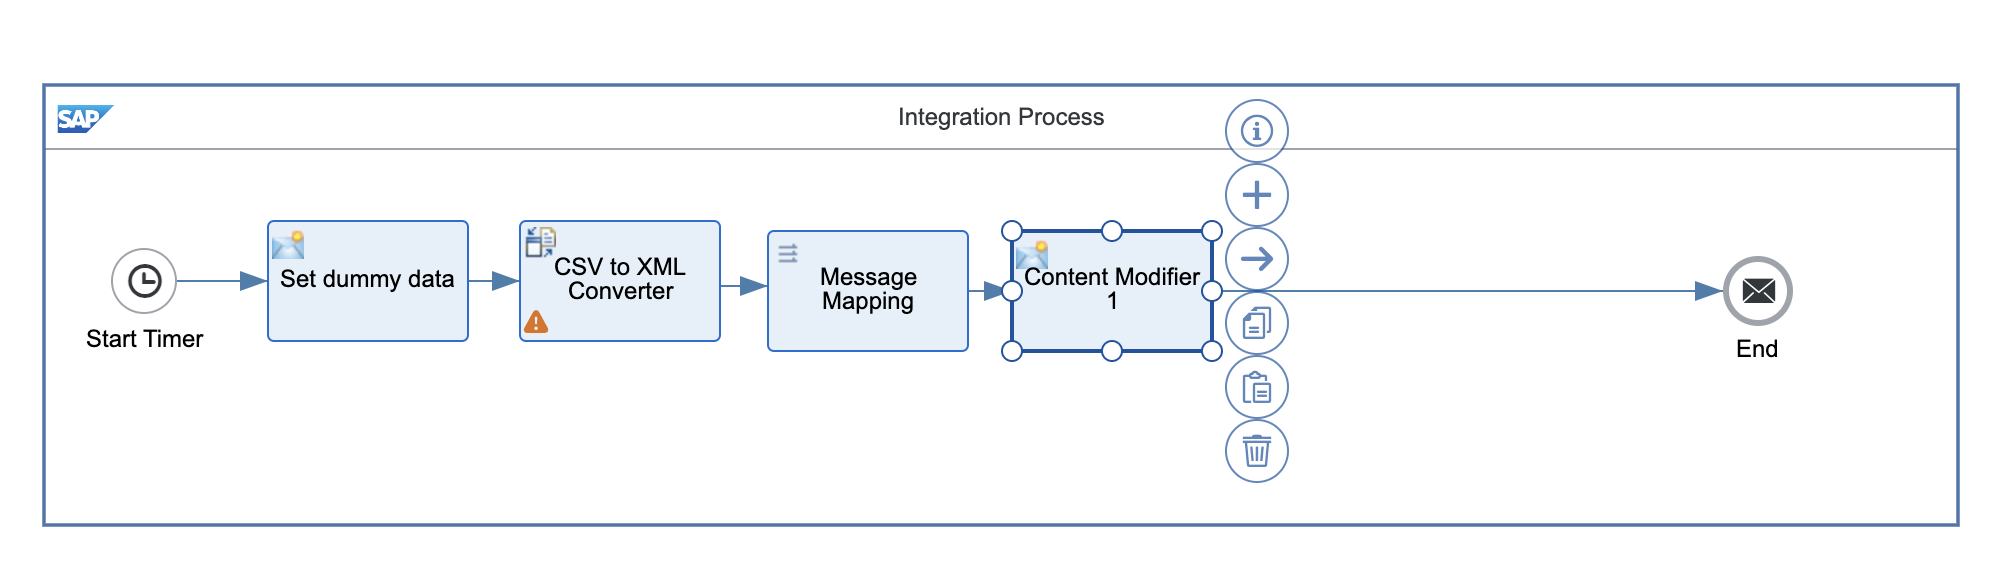 SAP
Integration Process
Start Timer
Set dummy data
CSV to XML
Converter
Message
Mapping
Content Modifier
1
End